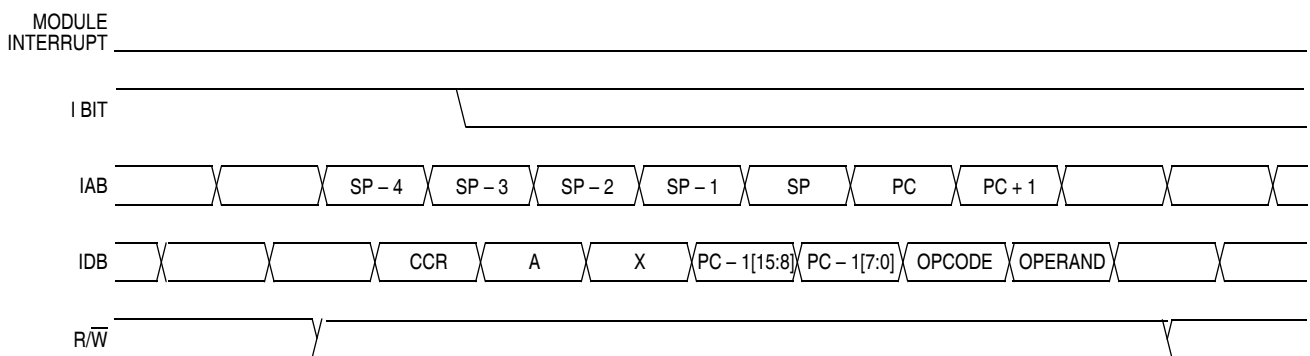 MODULE
INTERRUPT
I BIT
IAB SP – 4 SP – 3 SP – 2 SP – 1 SP PC PC + 1
IDB CCR A X PC – 1[15:8] PC – 1[7:0] OPCODE OPERAND
R/W̅